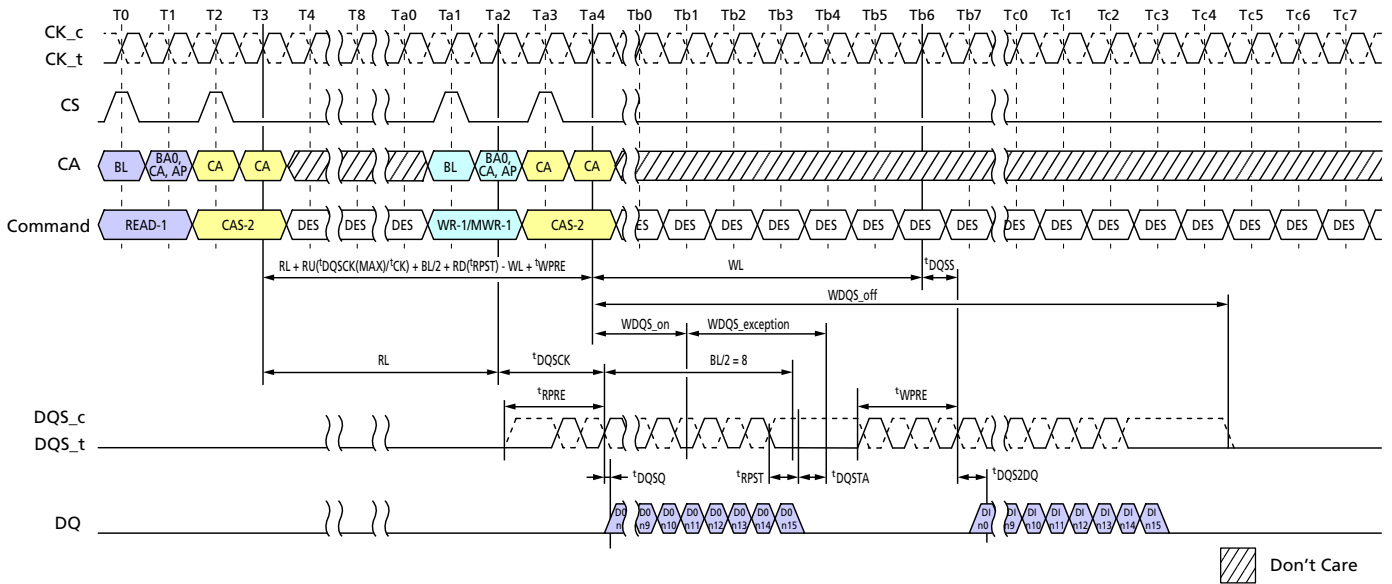 T0 T1 T2 T3 T4 T8 Ta0 Ta1 Ta2 Ta3 Ta4 Tb0 Tb1 Tb2 Tb3 Tb4 Tb5 Tb6 Tb7 Tc0 Tc1 Tc2 Tc3 Tc4 Tc5 Tc6 Tc7
CK_c
CK_t
CS
CA BL BA0, CA, AP CA CA BL BA0, CA, AP CA CA
Command READ-1 CAS-2 DES DES DES WR-1/MWR-1 CAS-2 ES DES DES DES DES DES DES DES DES DES DES DES DES DES DES DES
RL + RU(tDQSCK(MAX)/tCK) + BL/2 + RD(tRPST) - WL + tWPRE WL tDQSS
WDQS_off
WDQS_on WDQS_exception
RL tDQSCK BL/2 = 8
tRPRE tWPRE
DQS_c
DQS_t
tDQSQ tRPST tDQSTA tDQS2DQ
DQ D0 n D0 n9 D0 n10 D0 n11 D0 n12 D0 n13 D0 n14 D0 n15 DI n0 DI n9 DI n10 DI n11 DI n12 DI n13 DI n14 DI n15
Don't Care